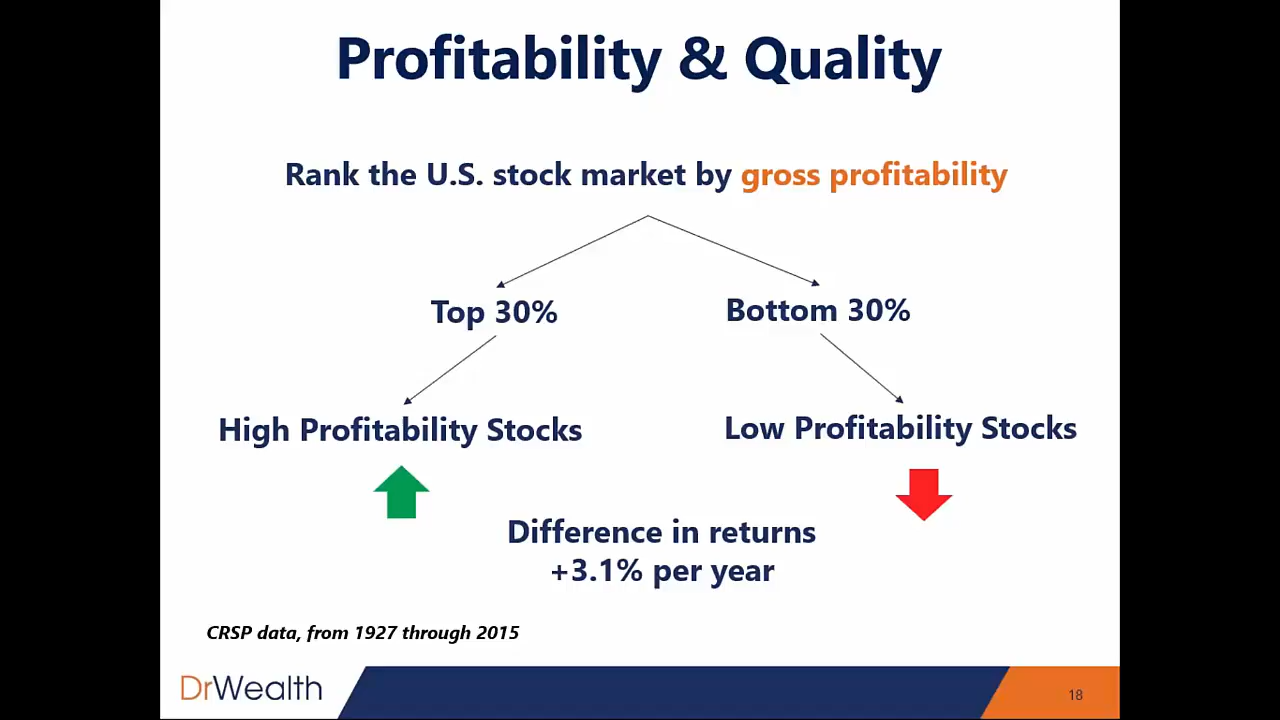 Profitability & Quality
Rank the U.S. stock market by gross profitability
Top 30%
Bottom 30%
High Profitability Stocks
Low Profitability Stocks
Difference in returns
+3.1% per year
CRSP data, from 1927 through 2015
DrWealth
18